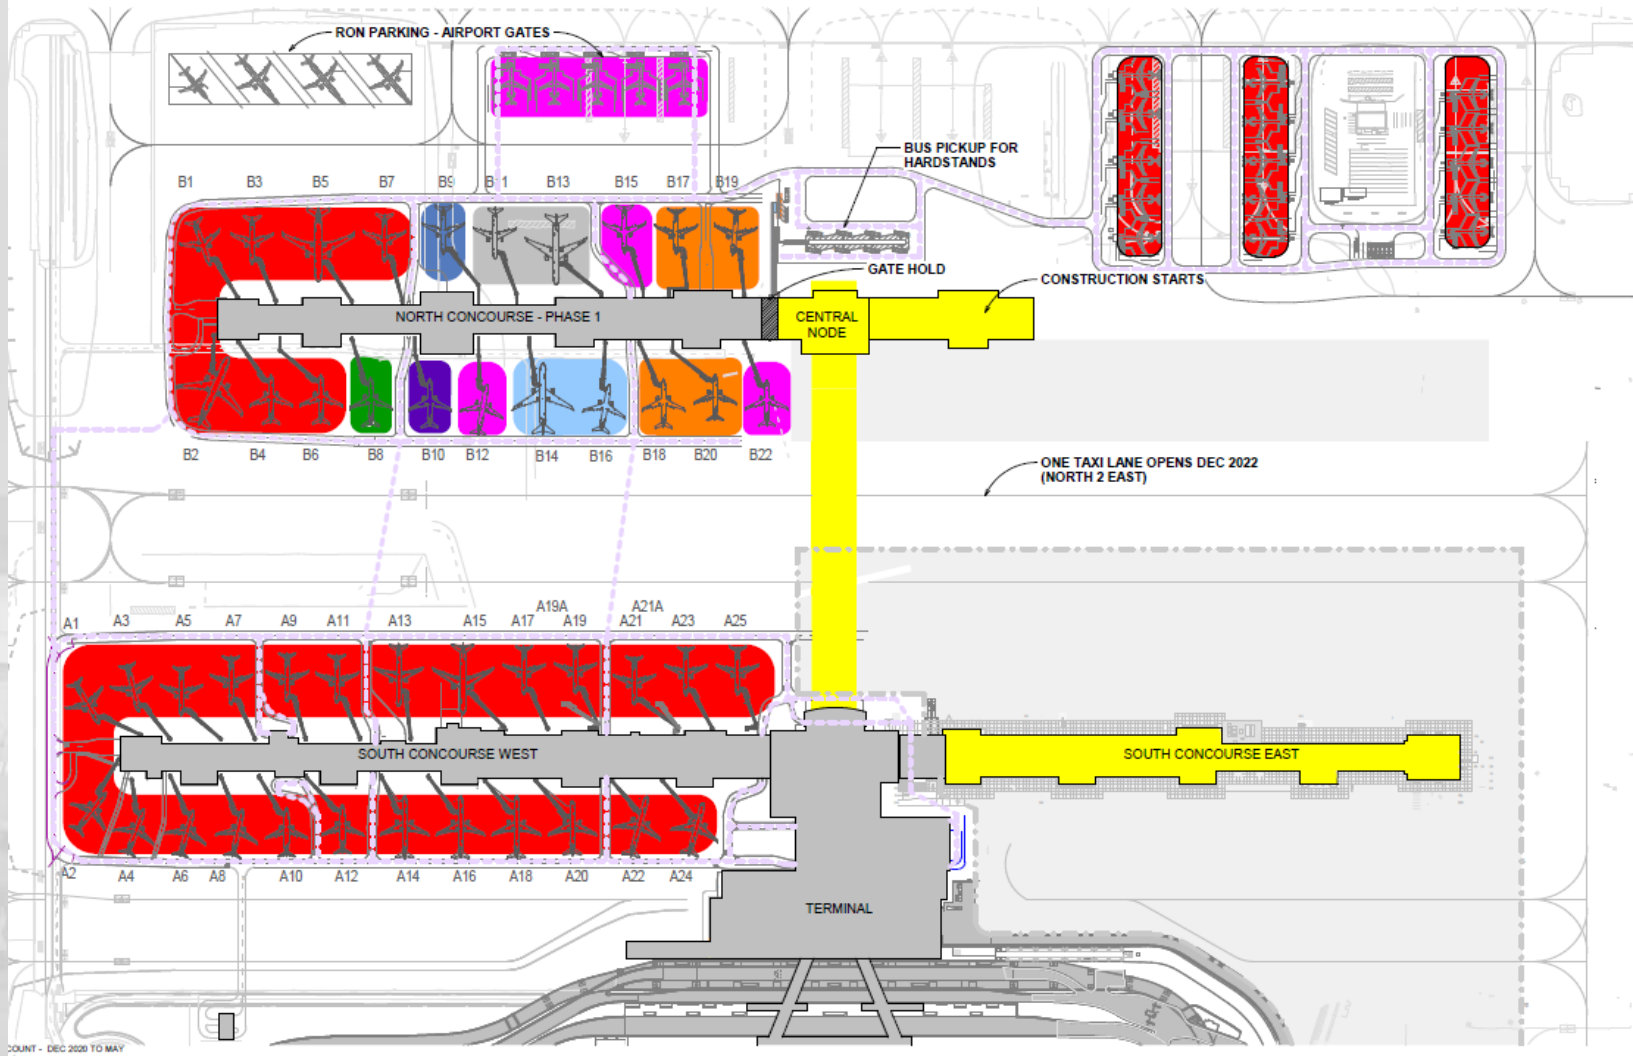 RON PARKING - AIRPORT GATES
BUS PICKUP FOR
HARDSTANDS
B1 B3 B5 B7 B9 B11 B13 B15 B17 B19
GATE HOLD
CONSTRUCTION STARTS
NORTH CONCOURSE - PHASE 1
CENTRAL
NODE
B2 B4 B6 B8 B10 B12 B14 B16 B18 B20 B22
ONE TAXI LANE OPENS DEC 2022
(NORTH 2 EAST)
A19A A21A
A1 A3 A5 A7 A9 A11 A13 A15 A17 A19 A21 A23 A25
SOUTH CONCOURSE WEST
SOUTH CONCOURSE EAST
A2 A4 A6 A8 A10 A12 A14 A16 A18 A20 A22 A24
TERMINAL
COUNT - DEC 2020 TO MAY